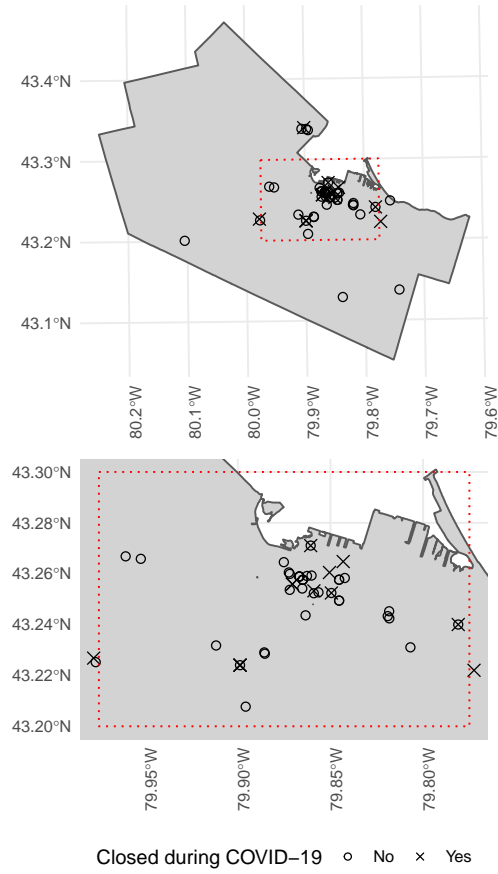 43.4°N
43.3°N
43.2°N
43.1°N
80.2°W 80.1°W 80.0°W 79.9°W 79.8°W 79.7°W 79.6°W
43.30°N
43.28°N
43.26°N
43.24°N
43.22°N
43.20°N
79.95°W 79.90°W 79.85°W 79.80°W
Closed during COVID−19 No Yes